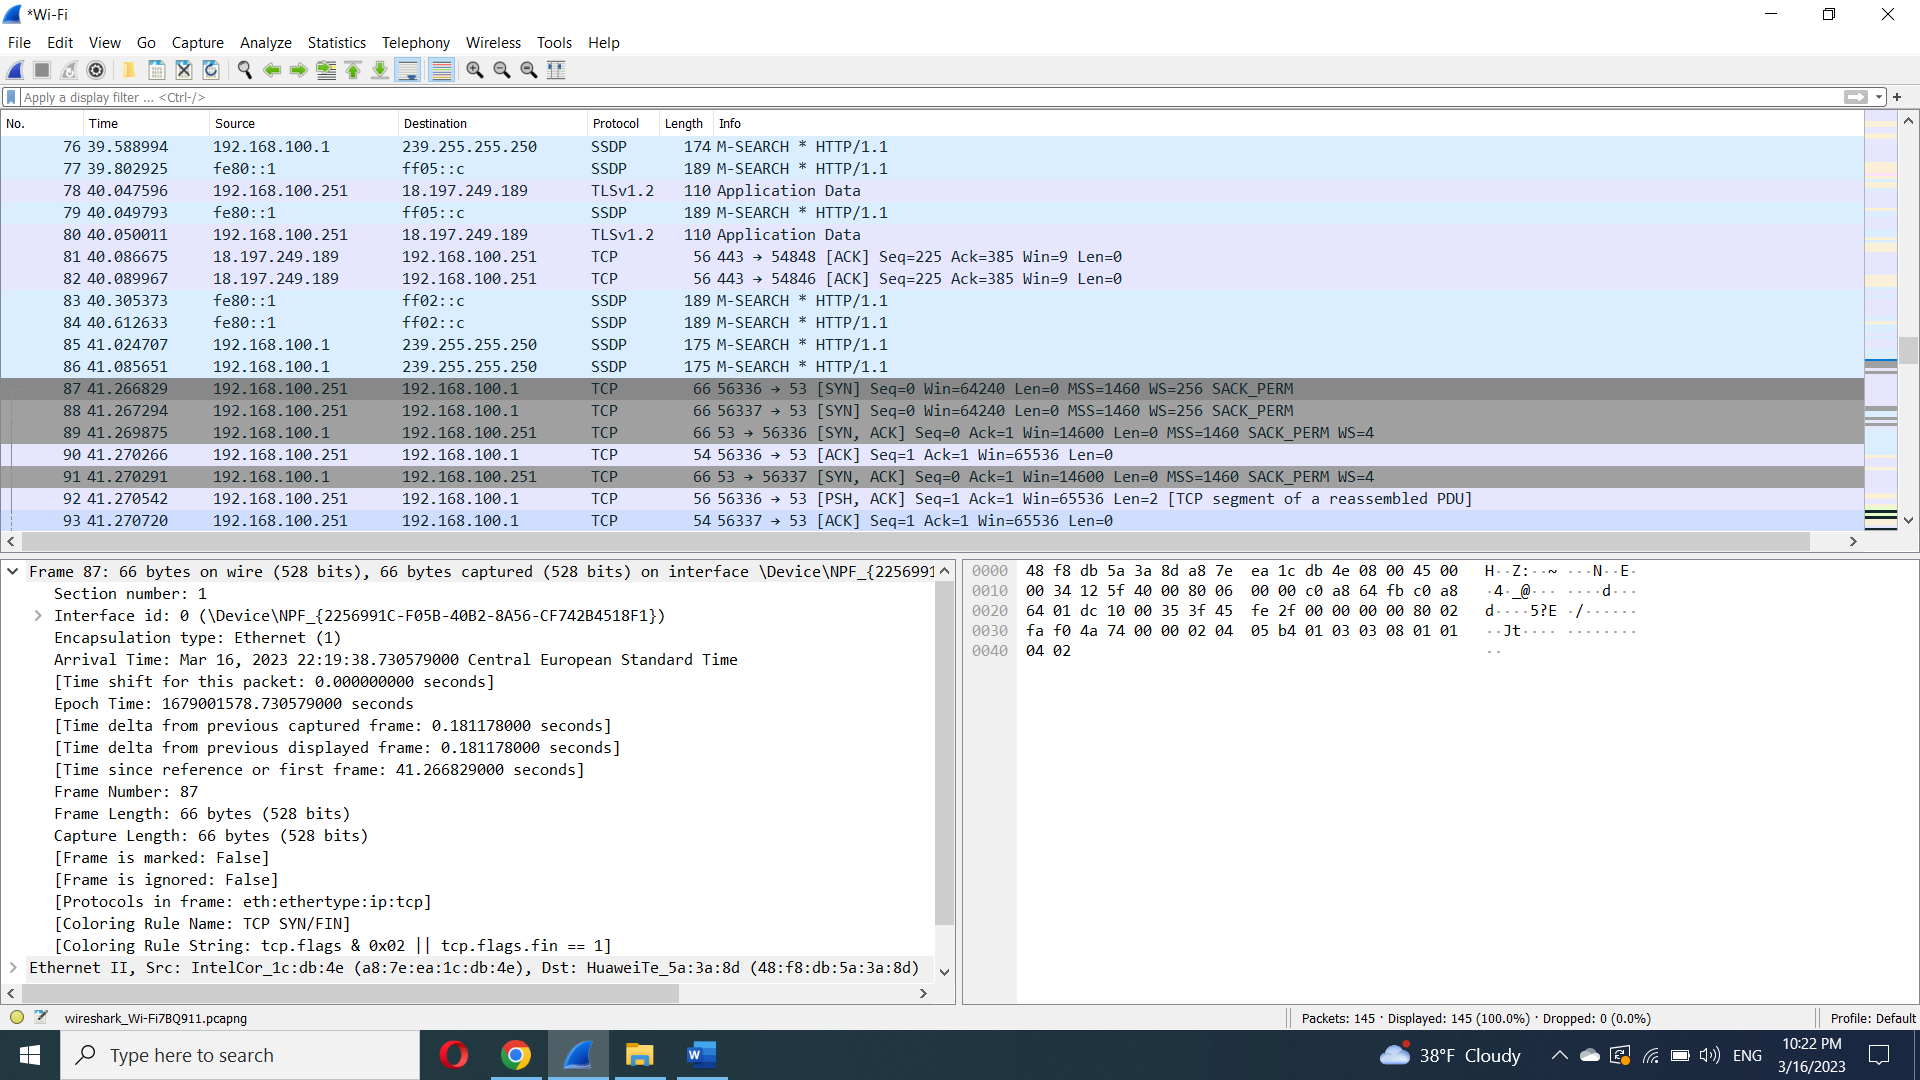 *Wi-Fi
File Edit View Go Capture Analyze Statistics Telephony Wireless Tools Help
Apply a display filter ... <Ctrl-/>
No. Time Source Destination Protocol Length Info
76 39.588994 192.168.100.1 239.255.255.250 SSDP 174 M-SEARCH * HTTP/1.1
77 39.802925 fe80::1 ff05::c SSDP 189 M-SEARCH * HTTP/1.1
78 40.047596 192.168.100.251 18.197.249.189 TLSv1.2 110 Application Data
79 40.049793 fe80::1 ff05::c SSDP 189 M-SEARCH * HTTP/1.1
80 40.050011 192.168.100.251 18.197.249.189 TLSv1.2 110 Application Data
81 40.086675 18.197.249.189 192.168.100.251 TCP 56 443 → 54848 [ACK] Seq=225 Ack=385 Win=9 Len=0
82 40.089967 18.197.249.189 192.168.100.251 TCP 56 443 → 54846 [ACK] Seq=225 Ack=385 Win=9 Len=0
83 40.305373 fe80::1 ff02::c SSDP 189 M-SEARCH * HTTP/1.1
84 40.612633 fe80::1 ff02::c SSDP 189 M-SEARCH * HTTP/1.1
85 41.024707 192.168.100.1 239.255.255.250 SSDP 175 M-SEARCH * HTTP/1.1
86 41.085651 192.168.100.1 239.255.255.250 SSDP 175 M-SEARCH * HTTP/1.1
87 41.266829 192.168.100.251 192.168.100.1 TCP 66 56336 → 53 [SYN] Seq=0 Win=64240 Len=0 MSS=1460 WS=256 SACK_PERM
88 41.267294 192.168.100.251 192.168.100.1 TCP 66 56337 → 53 [SYN] Seq=0 Win=64240 Len=0 MSS=1460 WS=256 SACK_PERM
89 41.269875 192.168.100.1 192.168.100.251 TCP 66 53 → 56336 [SYN, ACK] Seq=0 Ack=1 Win=14600 Len=0 MSS=1460 SACK_PERM WS=4
90 41.270266 192.168.100.251 192.168.100.1 TCP 54 56336 → 53 [ACK] Seq=1 Ack=1 Win=65536 Len=0
91 41.270291 192.168.100.1 192.168.100.251 TCP 66 53 → 56337 [SYN, ACK] Seq=0 Ack=1 Win=14600 Len=0 MSS=1460 SACK_PERM WS=4
92 41.270542 192.168.100.251 192.168.100.1 TCP 56 56336 → 53 [PSH, ACK] Seq=1 Ack=1 Win=65536 Len=2 [TCP segment of a reassembled PDU]
93 41.270720 192.168.100.251 192.168.100.1 TCP 54 56337 → 53 [ACK] Seq=1 Ack=1 Win=65536 Len=0
Frame 87: 66 bytes on wire (528 bits), 66 bytes captured (528 bits) on interface \Device\NPF_{2256991
Section number: 1
Interface id: 0 (\Device\NPF_{2256991C-F05B-40B2-8A56-CF742B4518F1})
Encapsulation type: Ethernet (1)
Arrival Time: Mar 16, 2023 22:19:38.730579000 Central European Standard Time
[Time shift for this packet: 0.000000000 seconds]
Epoch Time: 1679001578.730579000 seconds
[Time delta from previous captured frame: 0.181178000 seconds]
[Time delta from previous displayed frame: 0.181178000 seconds]
[Time since reference or first frame: 41.266829000 seconds]
Frame Number: 87
Frame Length: 66 bytes (528 bits)
Capture Length: 66 bytes (528 bits)
[Frame is marked: False]
[Frame is ignored: False]
[Protocols in frame: eth:ethertype:ip:tcp]
[Coloring Rule Name: TCP SYN/FIN]
[Coloring Rule String: tcp.flags & 0x02 || tcp.flags.fin == 1]
Ethernet II, Src: IntelCor_1c:db:4e (a8:7e:ea:1c:db:4e), Dst: HuaweiTe_5a:3a:8d (48:f8:db:5a:3a:8d)
0000 48 f8 db 5a 3a 8d a8 7e ea 1c db 4e 08 00 45 00 H··Z:··~ ···N··E·
0010 00 34 12 5f 40 00 80 06 00 00 c0 a8 64 fb c0 a8 ·4·_@··· ····d···
0020 64 01 dc 10 00 35 3f 45 fe 2f 00 00 00 00 80 02 d····5?E ·/······
0030 fa f0 4a 74 00 00 02 04 05 b4 01 03 03 08 01 01 ··Jt···· ········
0040 04 02 ··
wireshark_Wi-Fi7BQ911.pcapng
Packets: 145 · Displayed: 145 (100.0%) · Dropped: 0 (0.0%)
Profile: Default
Type here to search
38°F Cloudy
ENG
10:22 PM
3/16/2023